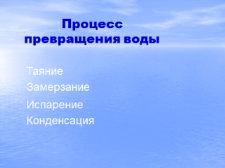 Процесс
превращения воды
Таяние
Замерзание
Испарение
Конденсация